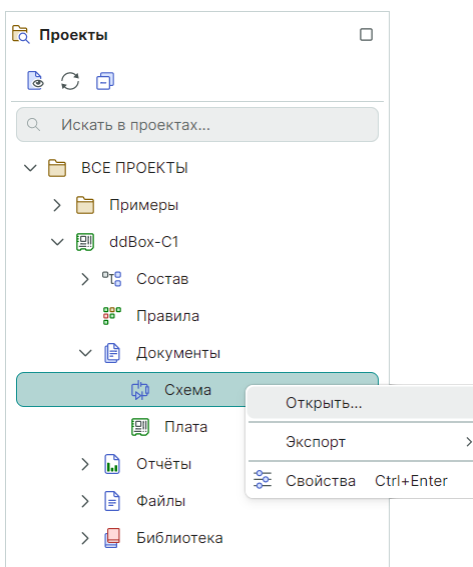 Проекты
Искать в проектах...
ВСЕ ПРОЕКТЫ
Примеры
ddBox-C1
Состав
Правила
Документы
Схема
Открыть...
Плата
Экспорт
Отчёты
Свойства Ctrl+Enter
Файлы
Библиотека